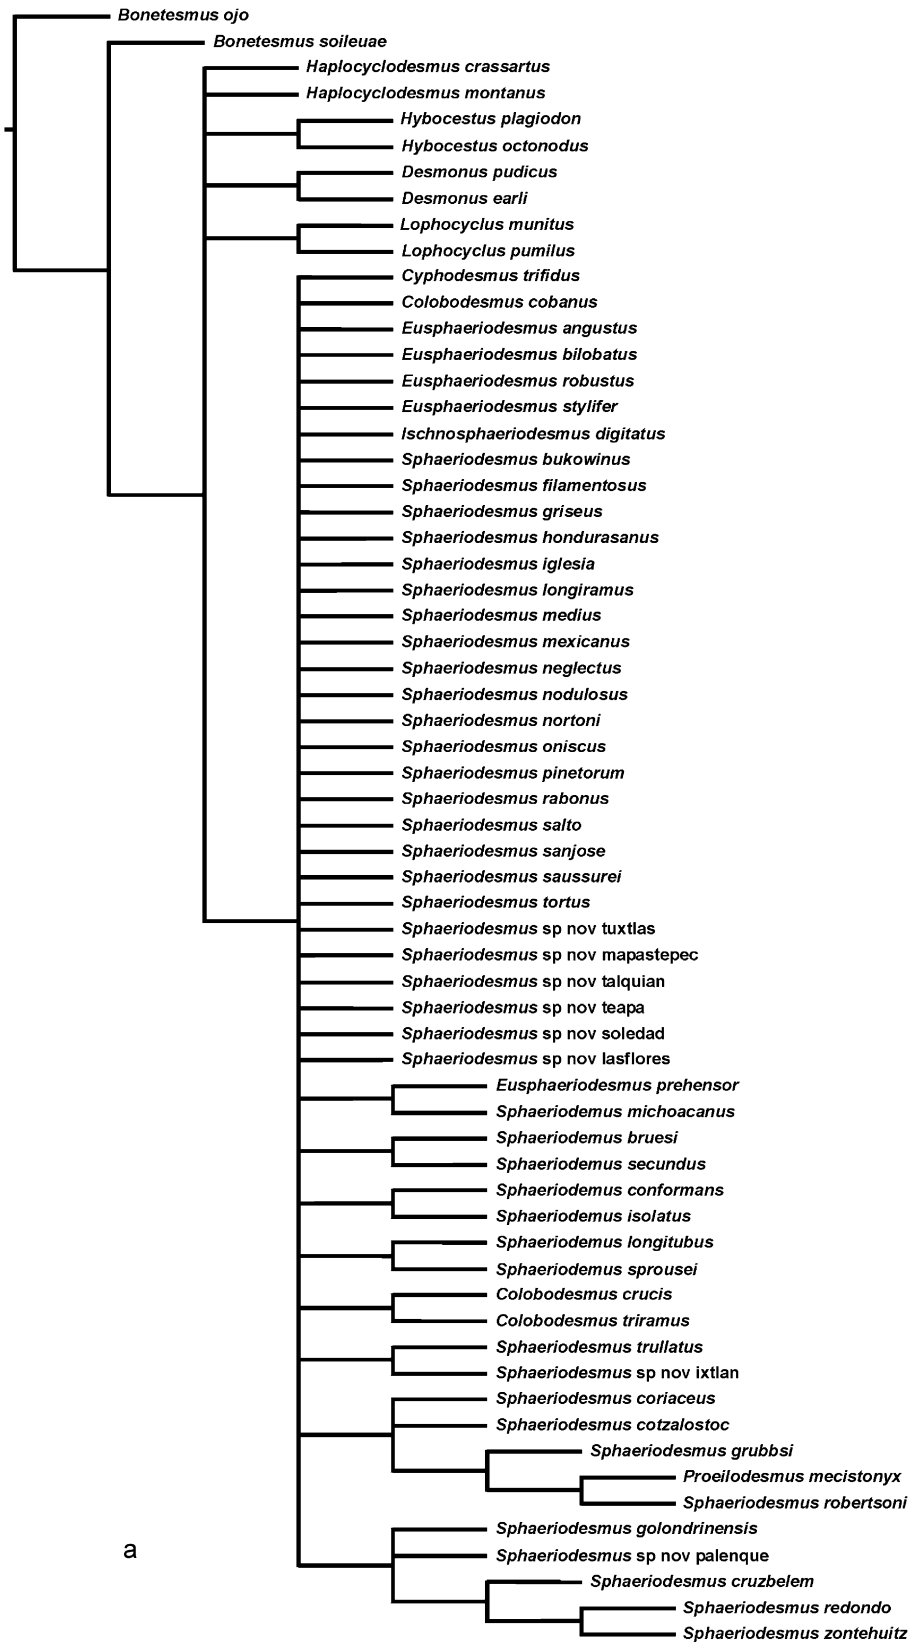 Bonetesmus ojo
Bonetesmus soileuae
Haplocyclodesmus crassartus
Haplocyclodesmus montanus
Hybocestus plagiodon
Hybocestus octonodus
Desmonus pudicus
Desmonus earli
Lophocyclus munitus
Lophocyclus pumilus
Cyphodesmus trifidus
Colobodesmus cobanus
Eusphaeriodesmus angustus
Eusphaeriodesmus bilobatus
Eusphaeriodesmus robustus
Eusphaeriodesmus stylifer
Ischnosphaeriodesmus digitatus
Sphaeriodesmus bukowinus
Sphaeriodesmus filamentosus
Sphaeriodesmus griseus
Sphaeriodesmus hondurasanus
Sphaeriodesmus iglesia
Sphaeriodesmus longiramus
Sphaeriodesmus medius
Sphaeriodesmus mexicanus
Sphaeriodesmus neglectus
Sphaeriodesmus nodulosus
Sphaeriodesmus nortoni
Sphaeriodesmus oniscus
Sphaeriodesmus pinetorum
Sphaeriodesmus rabonus
Sphaeriodesmus salto
Sphaeriodesmus sanjose
Sphaeriodesmus saussurei
Sphaeriodesmus tortus
Sphaeriodesmus sp nov tuxtlas
Sphaeriodesmus sp nov mapastepec
Sphaeriodesmus sp nov talquian
Sphaeriodesmus sp nov teapa
Sphaeriodesmus sp nov soledad
Sphaeriodesmus sp nov lasflores
Eusphaeriodesmus prehensor
Sphaeriodemus michoacanus
Sphaeriodemus bruesi
Sphaeriodemus secundus
Sphaeriodemus conformans
Sphaeriodemus isolatus
Sphaeriodemus longitubus
Sphaeriodemus sprousei
Colobodesmus crucis
Colobodesmus triramus
Sphaeriodesmus trullatus
Sphaeriodesmus sp nov ixtlan
Sphaeriodesmus coriaceus
Sphaeriodesmus cotzalostoc
Sphaeriodesmus grubbsi
Proeilodesmus mecistonyx
Sphaeriodesmus robertsoni
Sphaeriodesmus golondrinensis
a
Sphaeriodesmus sp nov palenque
Sphaeriodesmus cruzbelem
Sphaeriodesmus redondo
Sphaeriodesmus zontehuitz